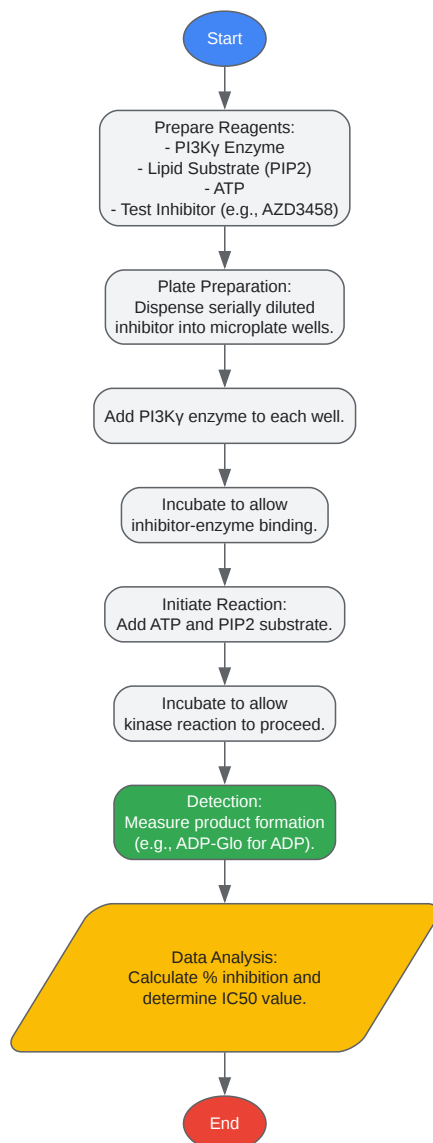 Start
Prepare Reagents:
- PI3Kγ Enzyme
- Lipid Substrate (PIP2)
- ATP
- Test Inhibitor (e.g., AZD3458)
Plate Preparation:
Dispense serially diluted
inhibitor into microplate wells.
Add PI3Kγ enzyme to each well.
Incubate to allow
inhibitor-enzyme binding.
Initiate Reaction:
Add ATP and PIP2 substrate.
Incubate to allow
kinase reaction to proceed.
Detection:
Measure product formation
(e.g., ADP-Glo for ADP).
Data Analysis:
Calculate % inhibition and
determine IC50 value.
End